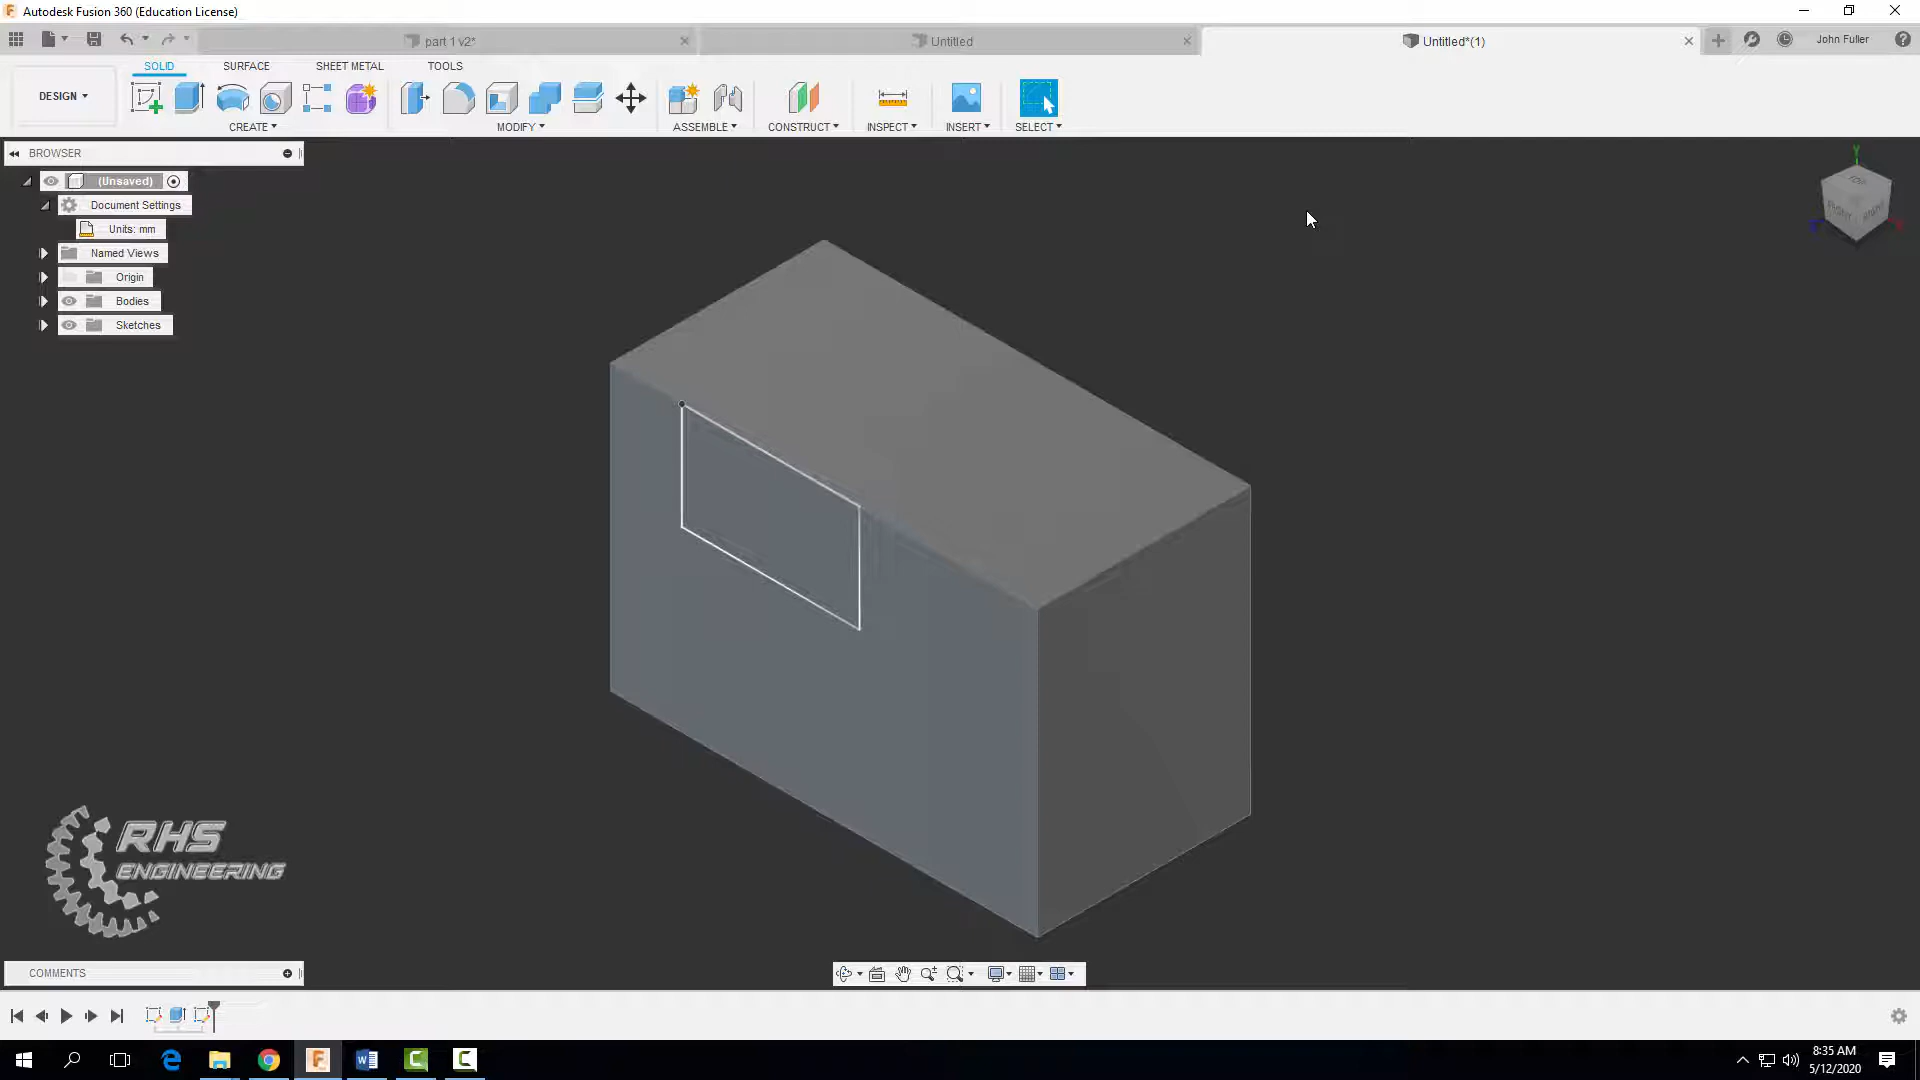 Autodesk Fusion 360 (Education License)
part 1 v2*
Untitled
Untitled*(1)
John Fuller
SOLID
SURFACE
SHEET METAL
TOOLS
DESIGN
CREATE
MODIFY
ASSEMBLE
CONSTRUCT
INSPECT
INSERT
SELECT
BROWSER
(Unsaved)
Document Settings
Units: mm
Named Views
Origin
Bodies
Sketches
Y
TOP
RHS
ENGINEERING
COMMENTS
8:35 AM
5/12/2020